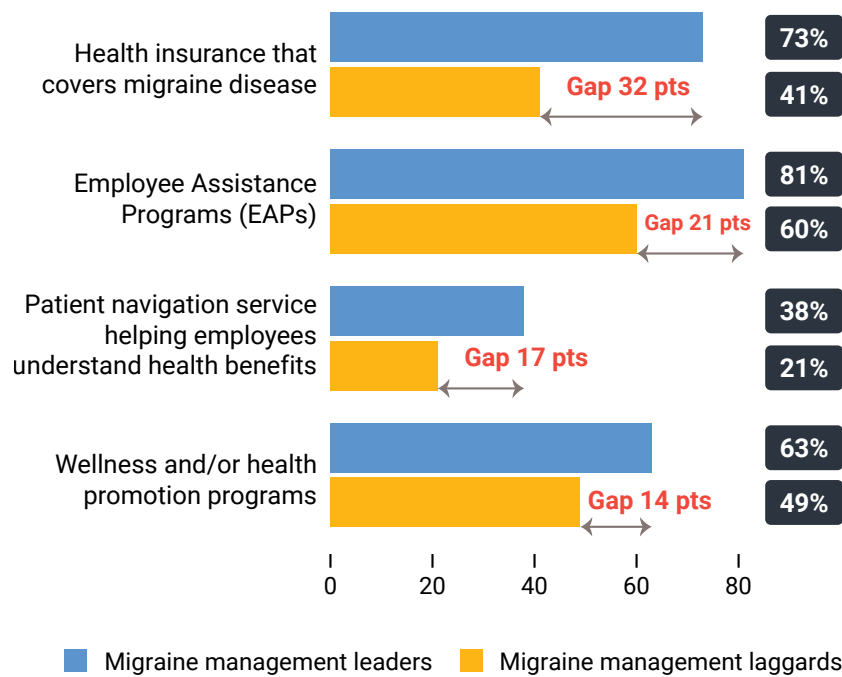 Health insurance that
covers migraine disease
73%
Gap 32 pts
41%
Employee Assistance
Programs (EAPs)
81%
Gap 21 pts
60%
Patient navigation service
helping employees
understand health benefits
38%
Gap 17 pts
21%
Wellness and/or health
promotion programs
63%
Gap 14 pts
49%
0 20 40 60 80
Migraine management leaders
Migraine management laggards